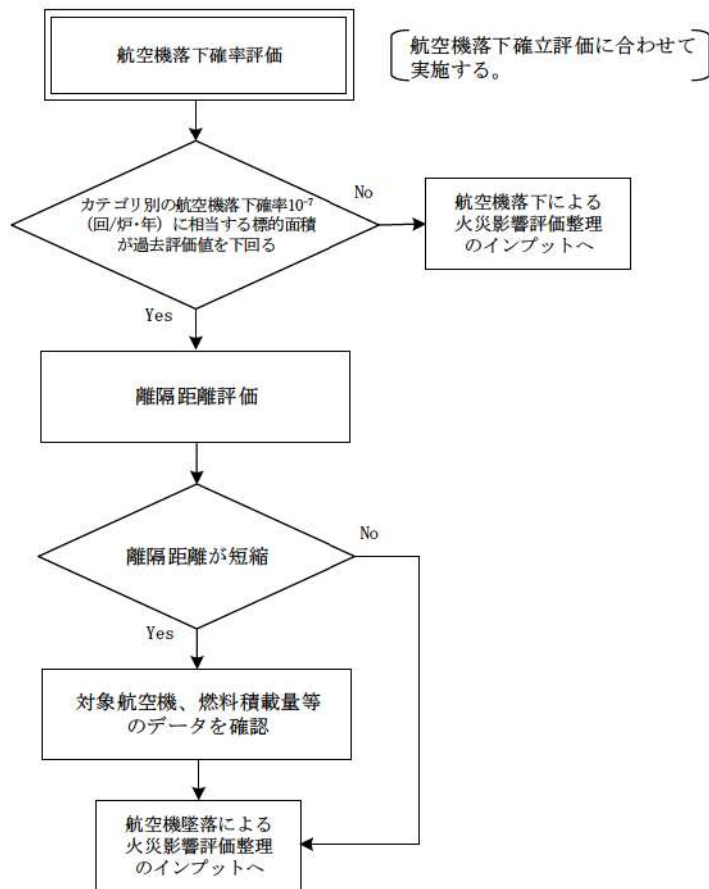 航空機落下確率評価
航空機落下確立評価に合わせて
実施する。
カテゴリ別の航空機落下確率10⁻⁷
(回/炉・年)に相当する標的面積
が過去評価値を下回る
No
航空機落下による
火災影響評価整理
のインプットへ
Yes
離隔距離評価
離隔距離が短縮
No
Yes
対象航空機、燃料積載量等
のデータを確認
航空機墜落による
火災影響評価整理
のインプットへ